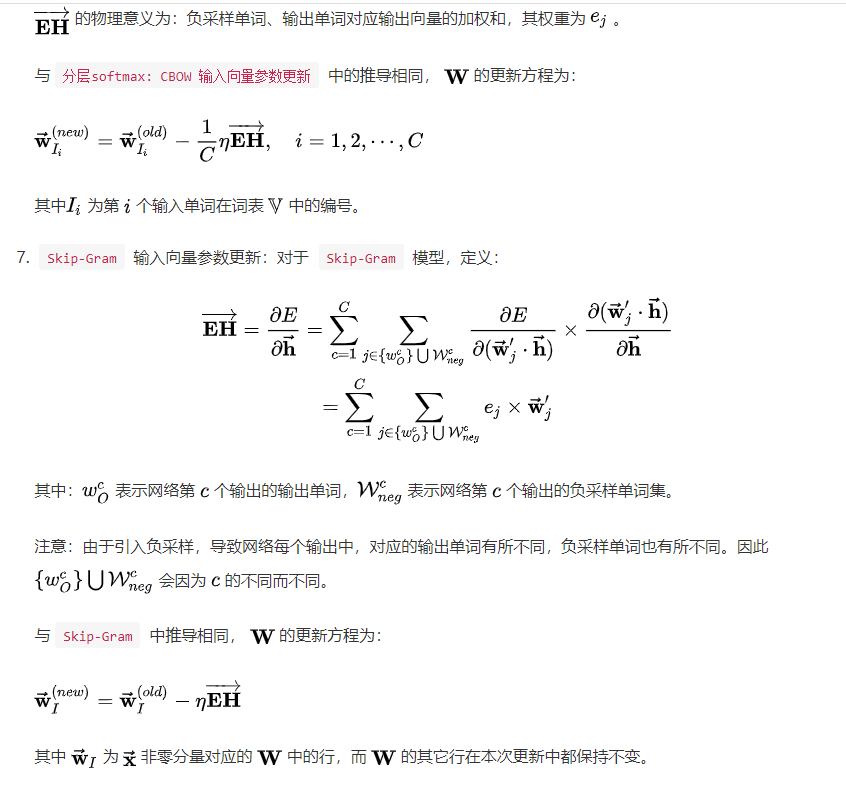 $\overrightarrow{\mathbf{EH}}$ 的物理意义为：负采样单词、输出单词对应输出向量的加权和，其权重为 $e_j$ 。
与 分层softmax: CBOW 输入向量参数更新 中的推导相同， $\mathbf{W}$ 的更新方程为：
$\vec{\mathbf{w}}_{I_i}^{(new)} = \vec{\mathbf{w}}_{I_i}^{(old)} - \frac{1}{C}\eta\overrightarrow{\mathbf{EH}}, \quad i = 1, 2, \cdots, C$
其中$I_i$ 为第 $i$ 个输入单词在词表 $\mathbb{V}$ 中的编号。
7. Skip-Gram 输入向量参数更新：对于 Skip-Gram 模型，定义：
$\overrightarrow{\mathbf{EH}} = \frac{\partial E}{\partial \vec{\mathbf{h}}} = \sum_{c=1}^{C} \sum_{j \in \{w_O^c\} \bigcup \mathcal{W}_{neg}^c} \frac{\partial E}{\partial (\vec{\mathbf{w}}_j' \cdot \vec{\mathbf{h}})} \times \frac{\partial (\vec{\mathbf{w}}_j' \cdot \vec{\mathbf{h}})}{\partial \vec{\mathbf{h}}}$
$= \sum_{c=1}^{C} \sum_{j \in \{w_O^c\} \bigcup \mathcal{W}_{neg}^c} e_j \times \vec{\mathbf{w}}_j'$
其中：$w_O^c$ 表示网络第 $c$ 个输出的输出单词，$\mathcal{W}_{neg}^c$ 表示网络第 $c$ 个输出的负采样单词集。
注意：由于引入负采样，导致网络每个输出中，对应的输出单词有所不同，负采样单词也有所不同。因此
$\{w_O^c\} \bigcup \mathcal{W}_{neg}^c$ 会因为 $c$ 的不同而不同。
与 Skip-Gram 中推导相同， $\mathbf{W}$ 的更新方程为：
$\vec{\mathbf{w}}_I^{(new)} = \vec{\mathbf{w}}_I^{(old)} - \eta\overrightarrow{\mathbf{EH}}$
其中 $\vec{\mathbf{w}}_I$ 为 $\vec{\mathbf{x}}$ 非零分量对应的 $\mathbf{W}$ 中的行，而 $\mathbf{W}$ 的其它行在本次更新中都保持不变。